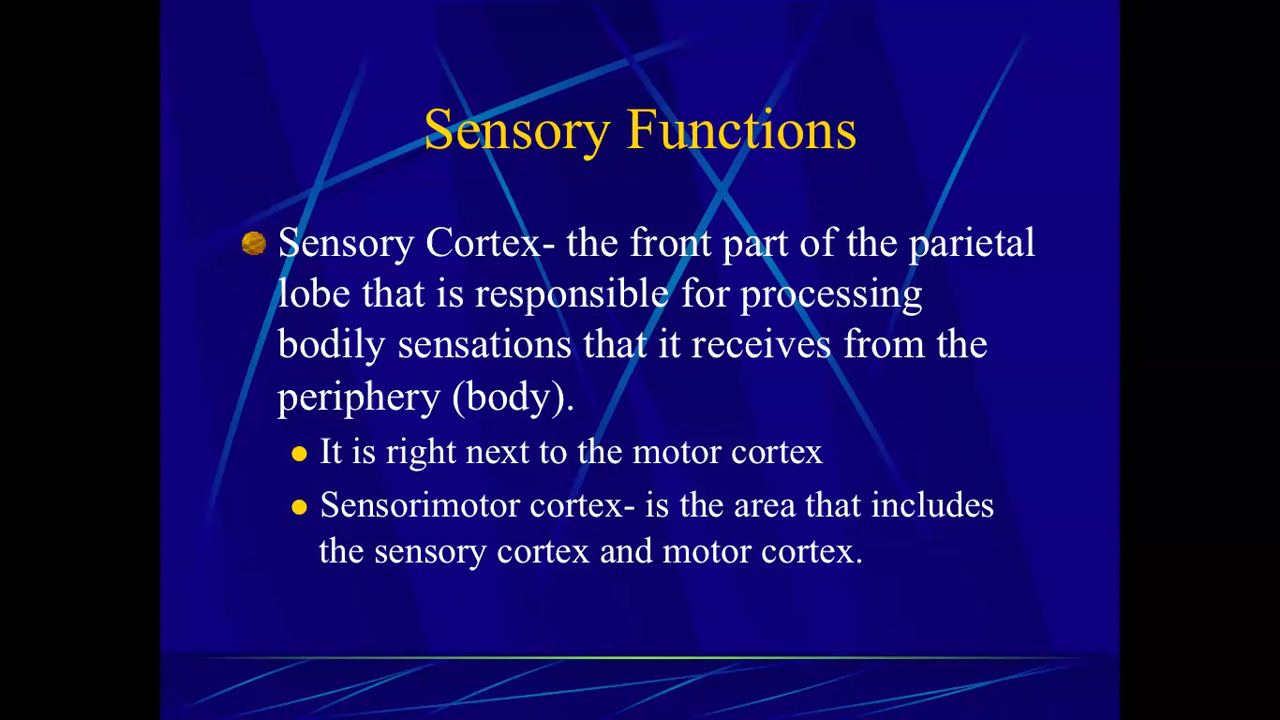 Sensory Functions
Sensory Cortex- the front part of the parietal
lobe that is responsible for processing
bodily sensations that it receives from the
periphery (body).
It is right next to the motor cortex
Sensorimotor cortex- is the area that includes
the sensory cortex and motor cortex.